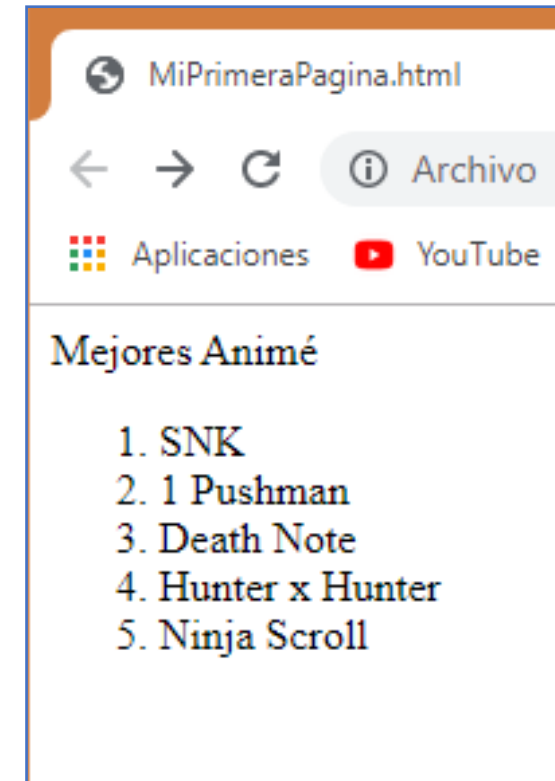 MiPrimeraPagina.html
Archivo
Aplicaciones YouTube
Mejores Animé
1. SNK
2. 1 Pushman
3. Death Note
4. Hunter x Hunter
5. Ninja Scroll